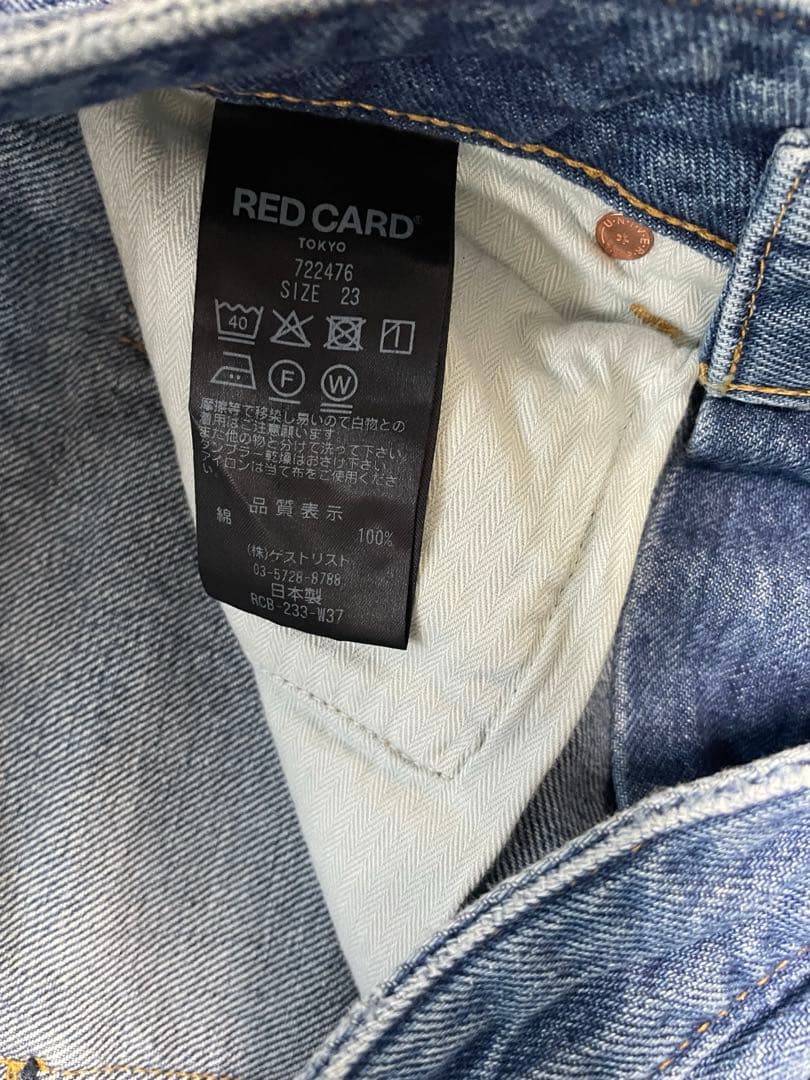 RED CARD®
TOKYO
722476
SIZE 23
40
F W
摩擦等で移染し易いので白物との
着用はご注意願います
また他の物と分けて洗って下さい。
タンブラー乾燥はおさけ下さい。
アイロンは当て布をご使用くださ
い。
品質表示
綿 100%
(株)ゲストリスト
03-5728-8788
日本製
RCB-233-W37